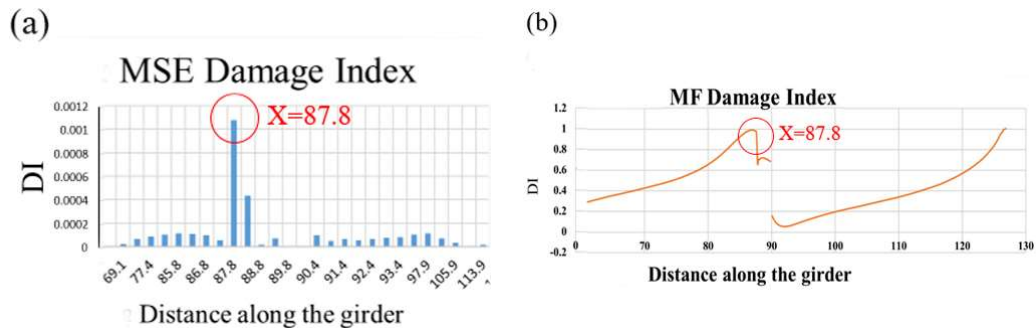 (a)
MSE Damage Index
0.0012
0.001
0.0008
0.0006
0.0004
0.0002
0
DI
X=87.8
69.1 77.4 85.8 86.8 87.8 88.8 89.8 90.4 91.4 92.4 93.4 97.9 105.9 113.9
Distance along the girder
(b)
MF Damage Index
1.2
1
0.8
0.6
0.4
0.2
0
-0.2
DI
X=87.8
0 70 80 90 100 110 120 130
Distance along the girder